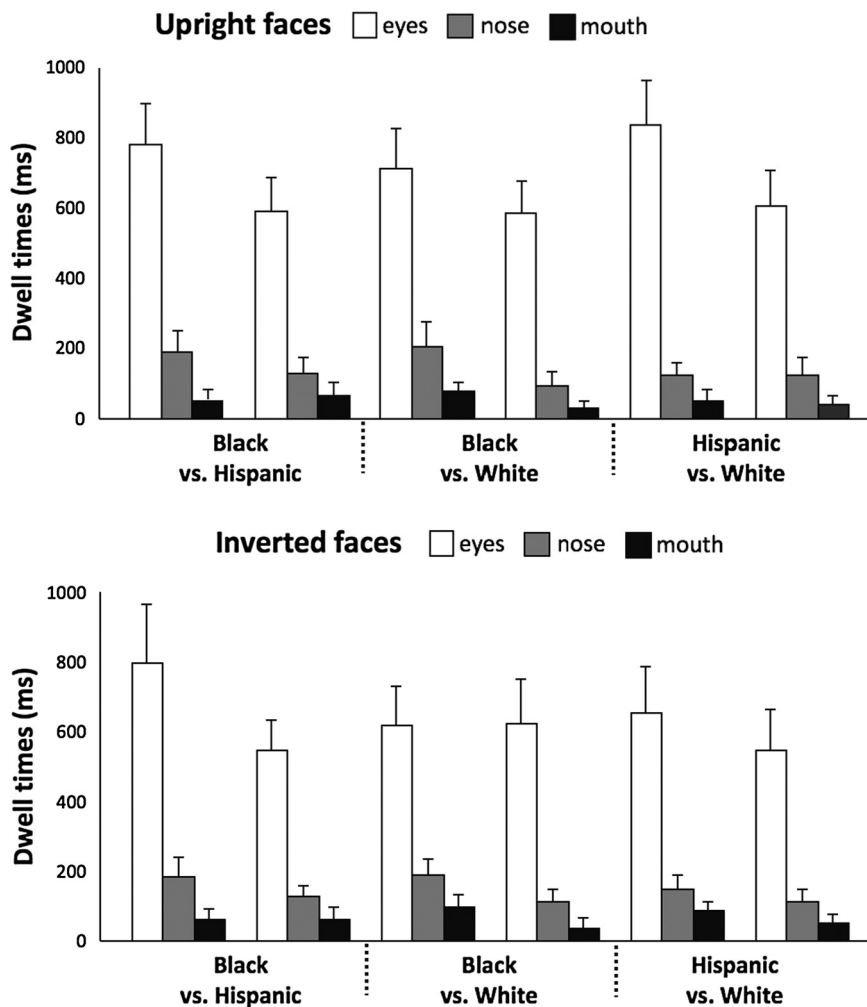 Upright faces eyes nose mouth
1000
800
600
400
200
0
Dwell times (ms)
Black Black Hispanic
vs. Hispanic vs. White vs. White
Inverted faces eyes nose mouth
1000
800
600
400
200
0
Dwell times (ms)
Black Black Hispanic
vs. Hispanic vs. White vs. White